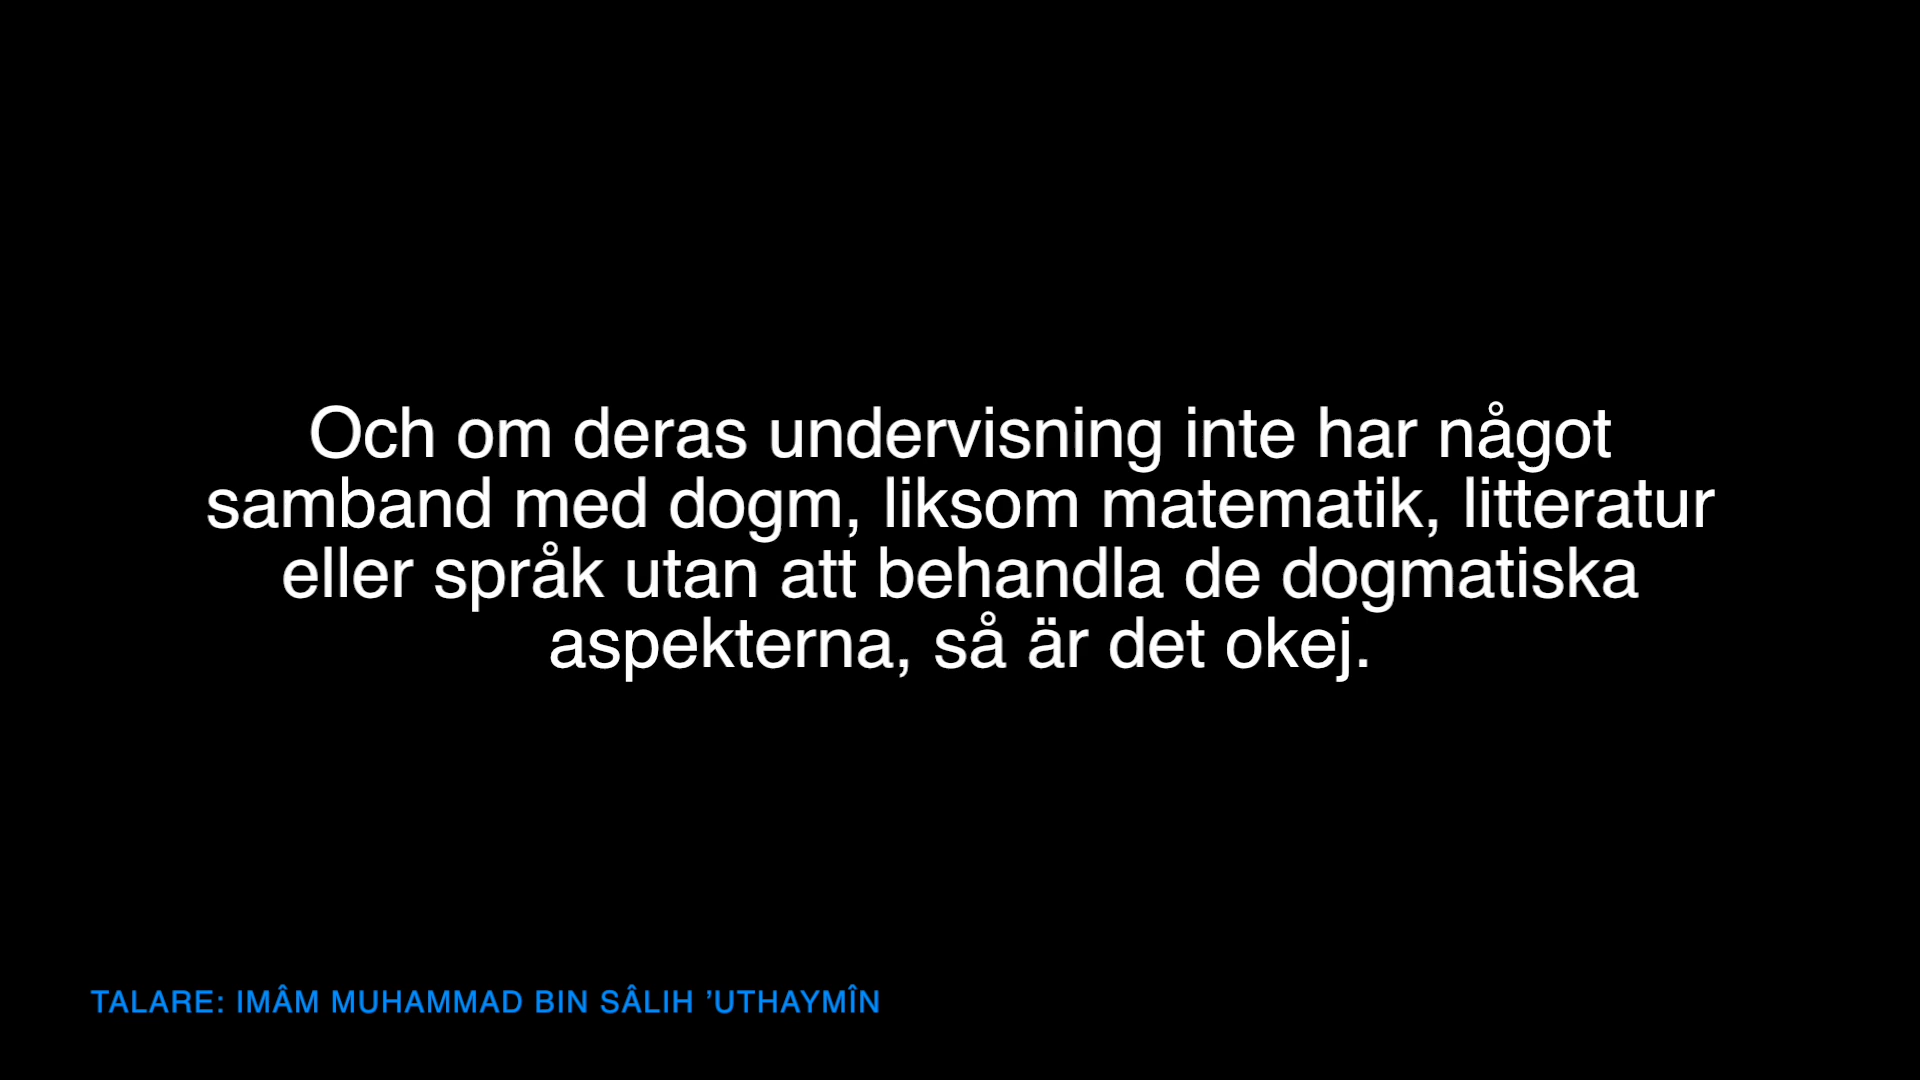 Och om deras undervisning inte har något
samband med dogm, liksom matematik, litteratur
eller språk utan att behandla de dogmatiska
aspekterna, så är det okej.
TALARE: IMÂM MUHAMMAD BIN SÂLIH ’UTHAYMÎN